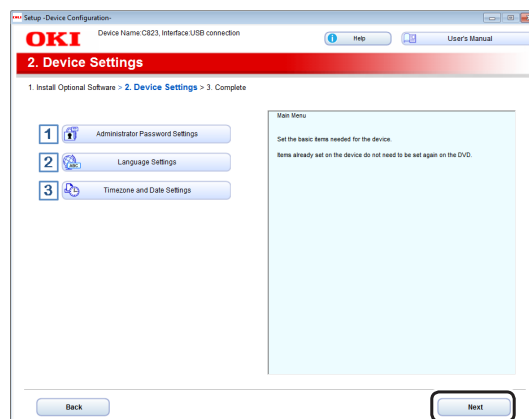 Setup -Device Configuration-
OKI
Device Name:C823, Interface:USB connection
Help
User's Manual
2. Device Settings
1. Install Optional Software > 2. Device Settings > 3. Complete
1 Administrator Password Settings
2 Language Settings
3 Timezone and Date Settings
Main Menu
Set the basic items needed for the device.
Items already set on the device do not need to be set again on the DVD.
Back
Next